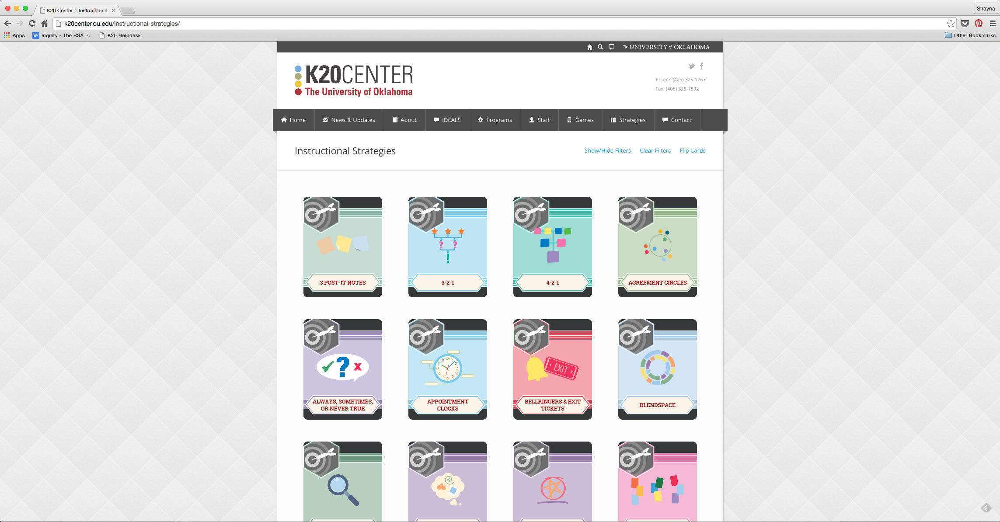 K20 Center :: Instructional
Shayna
k20center.ou.edu/instructional-strategies/
Apps
Inquiry - The RSA Sc
K20 Helpdesk
Other Bookmarks
The UNIVERSITY of OKLAHOMA
K20CENTER
The University of Oklahoma
Phone: (405) 325-1267
Fax: (405) 325-7592
Home
News & Updates
About
IDEALS
Programs
Staff
Games
Strategies
Contact
Instructional Strategies
Show/Hide Filters
Clear Filters
Flip Cards
3 POST-IT NOTES
3-2-1
4-2-1
AGREEMENT CIRCLES
ALWAYS, SOMETIMES,
OR NEVER TRUE
APPOINTMENT
CLOCKS
EXIT
BELLRINGERS & EXIT
TICKETS
BLENDSPACE